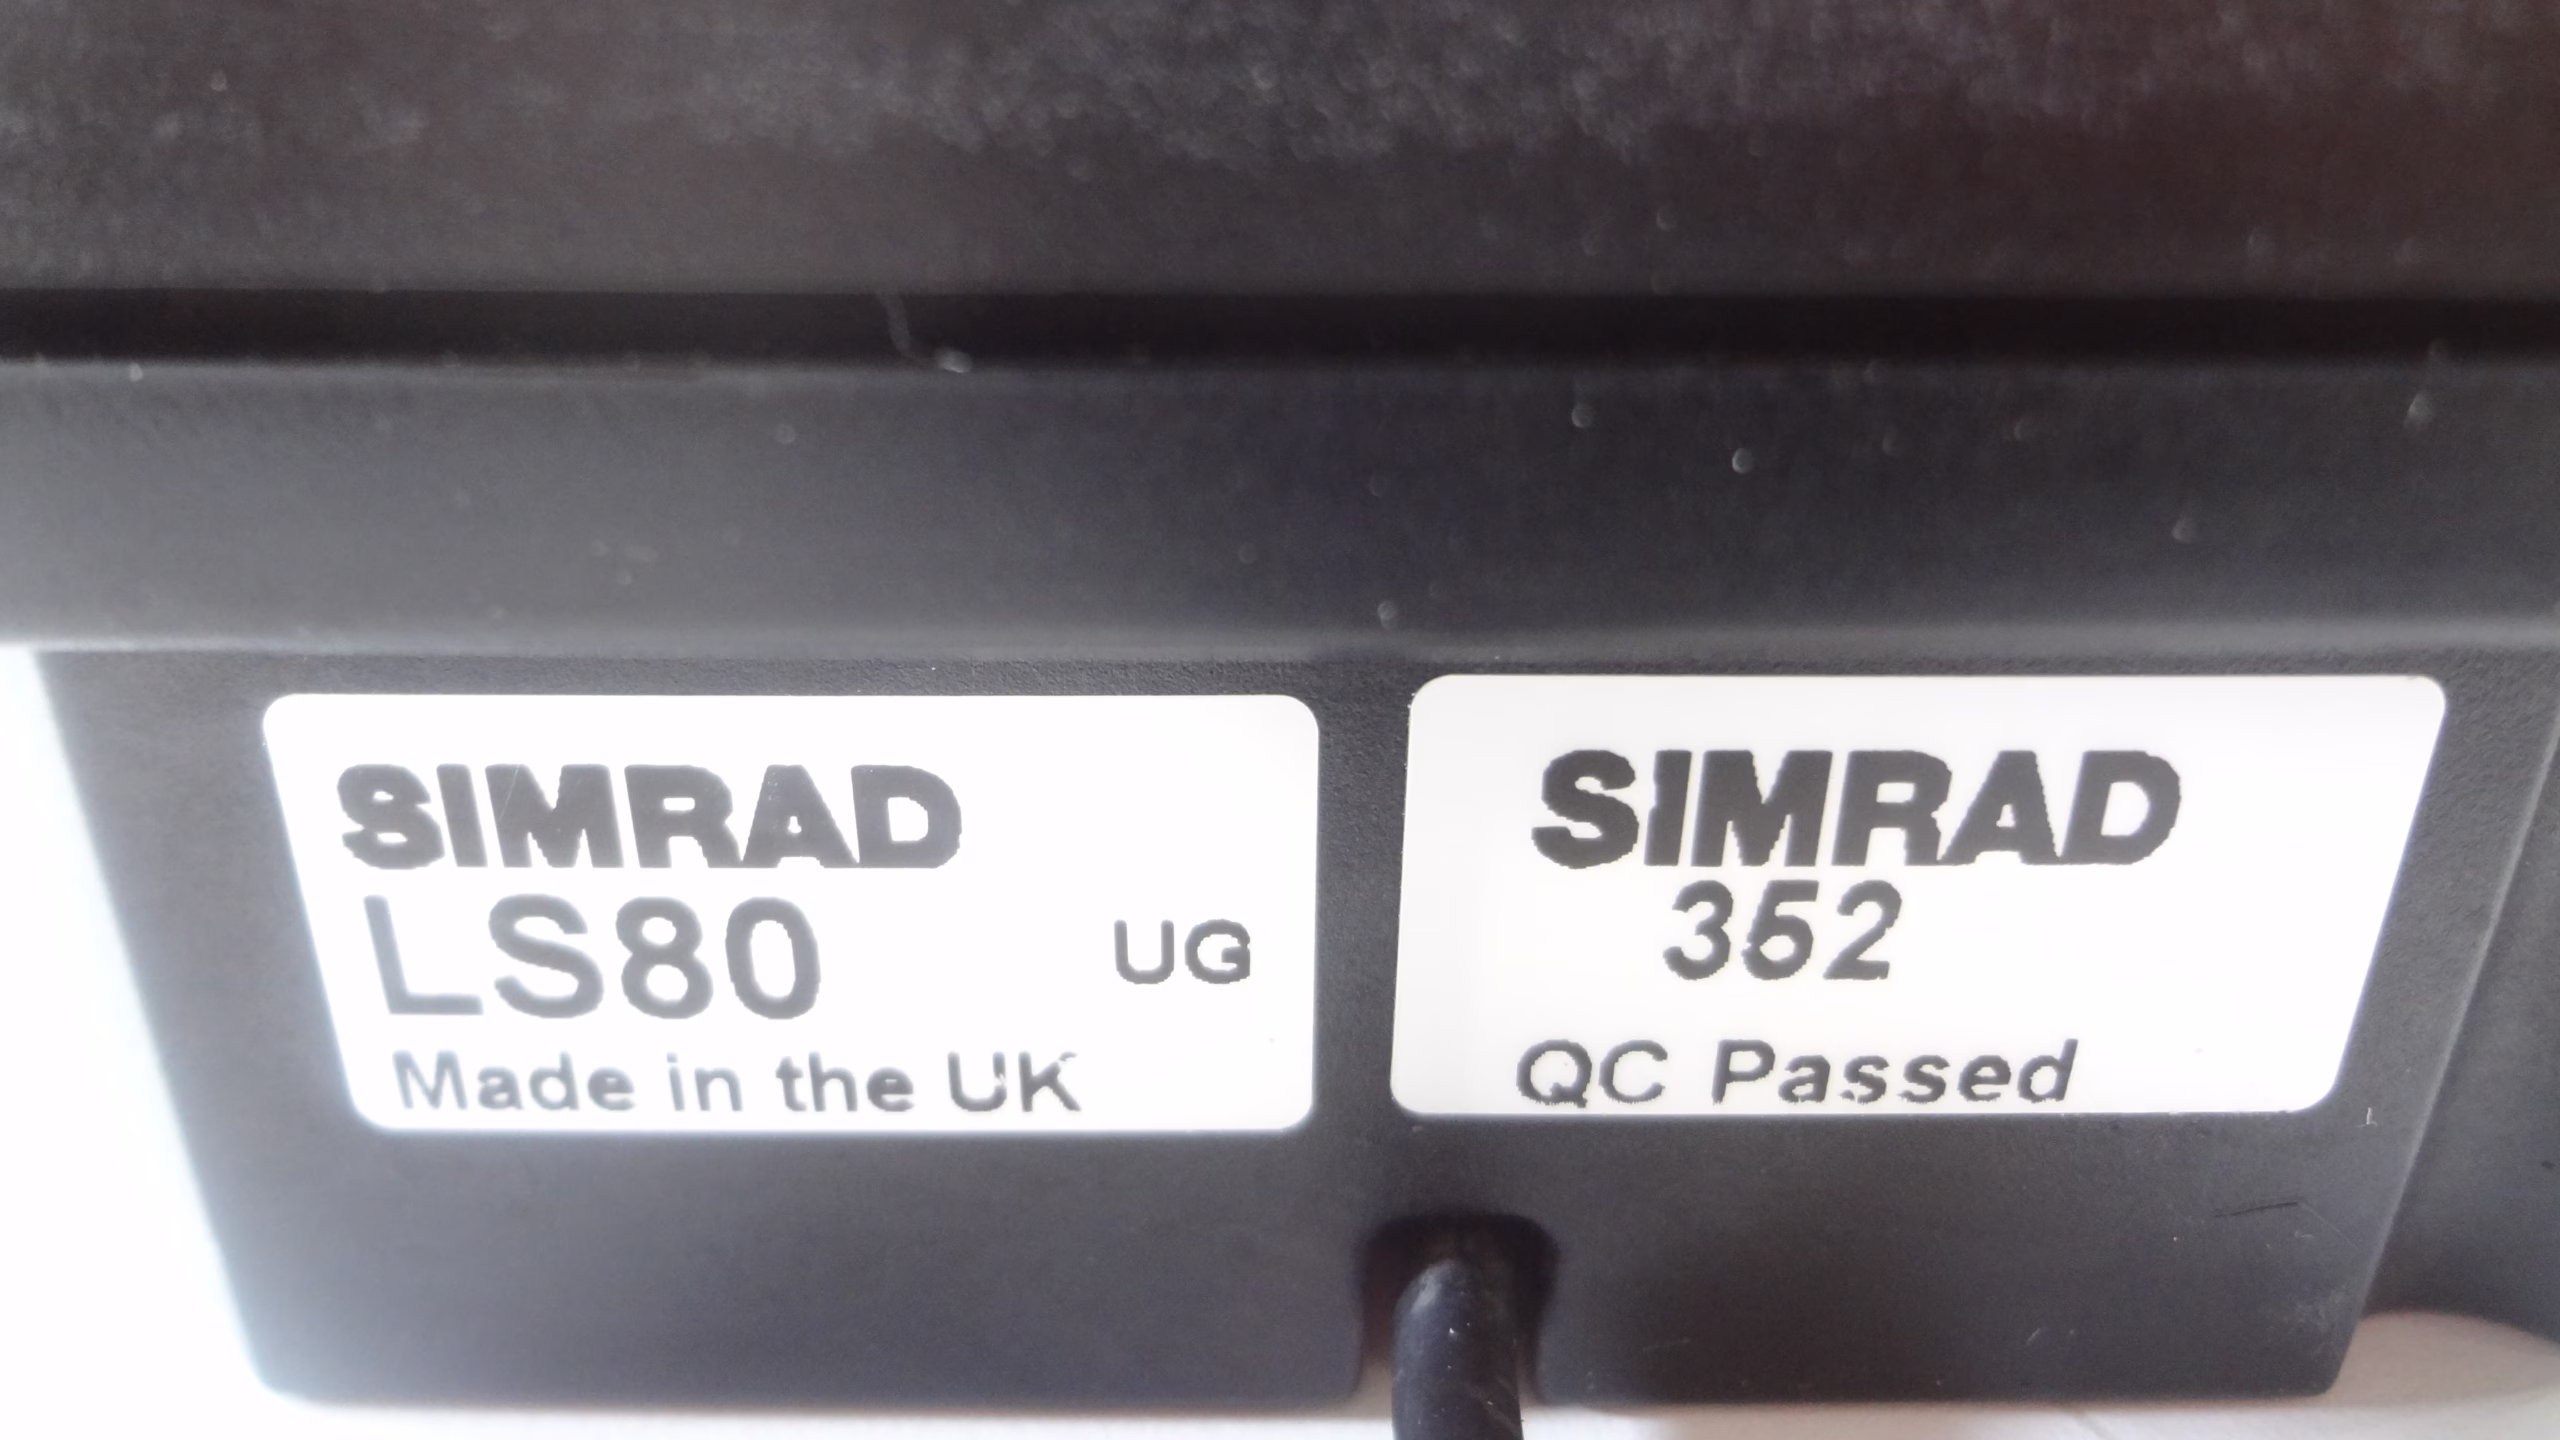 SIMRAD
LS80 UG
Made in the UK
SIMRAD
352
QC Passed